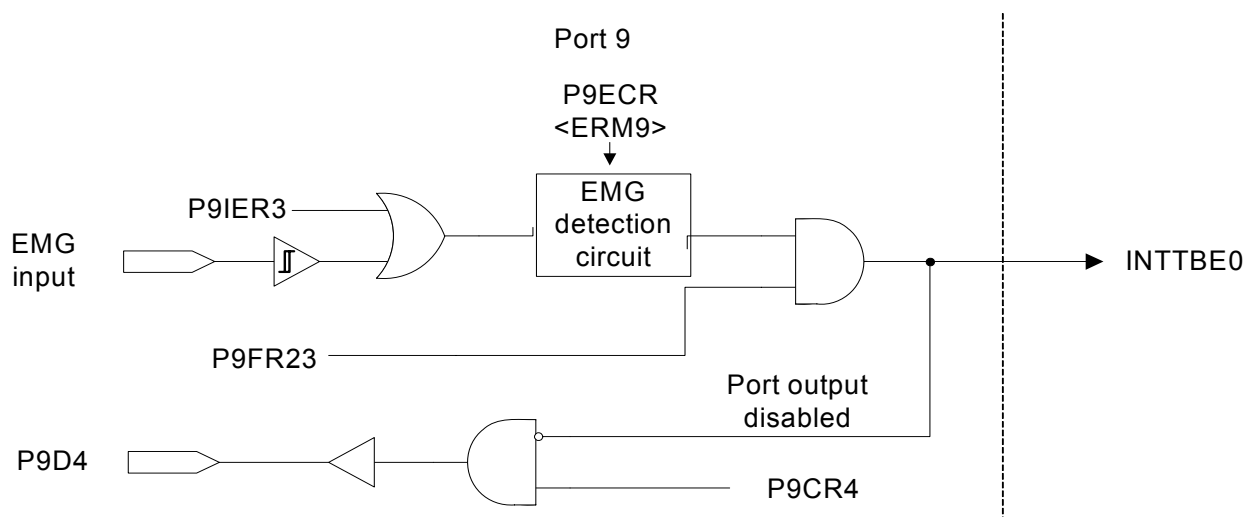 Port 9
P9ECR
<ERM9>
P9IER3
EMG
detection
circuit
EMG
input
INTTBE0
P9FR23
Port output
disabled
P9D4
P9CR4